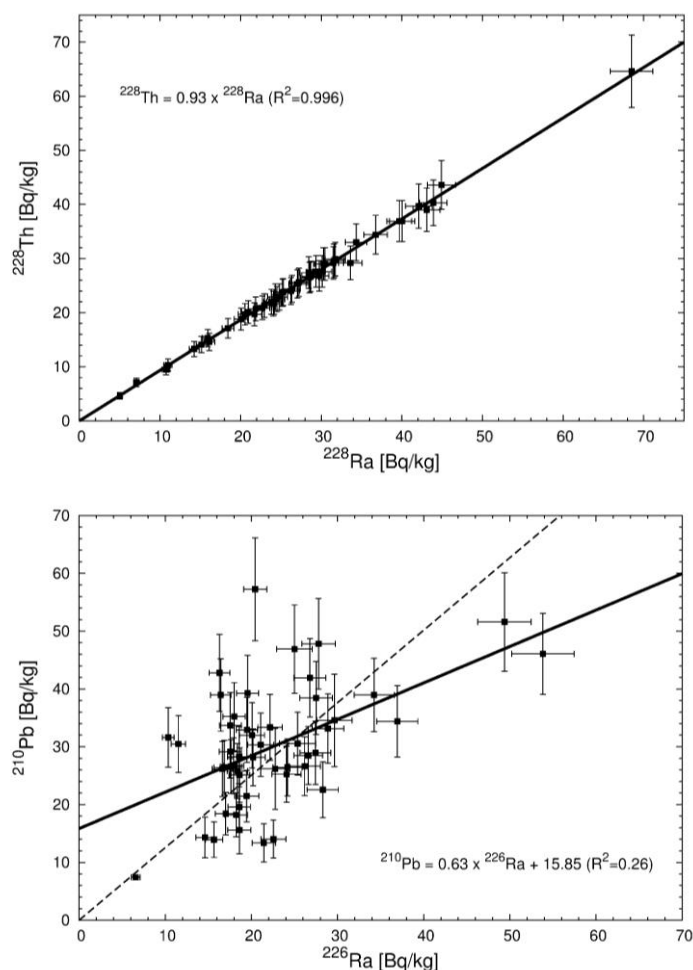 70
60
50
40
30
20
10
0
²²⁸Th [Bq/kg]
²²⁸Th = 0.93 x ²²⁸Ra (R²=0.996)
0 10 20 30 40 50 60 70
²²⁸Ra [Bq/kg]
70
60
50
40
30
20
10
0
²¹⁰Pb [Bq/kg]
²¹⁰Pb = 0.63 x ²²⁶Ra + 15.85 (R²=0.26)
0 10 20 30 40 50 60 70
²²⁶Ra [Bq/kg]